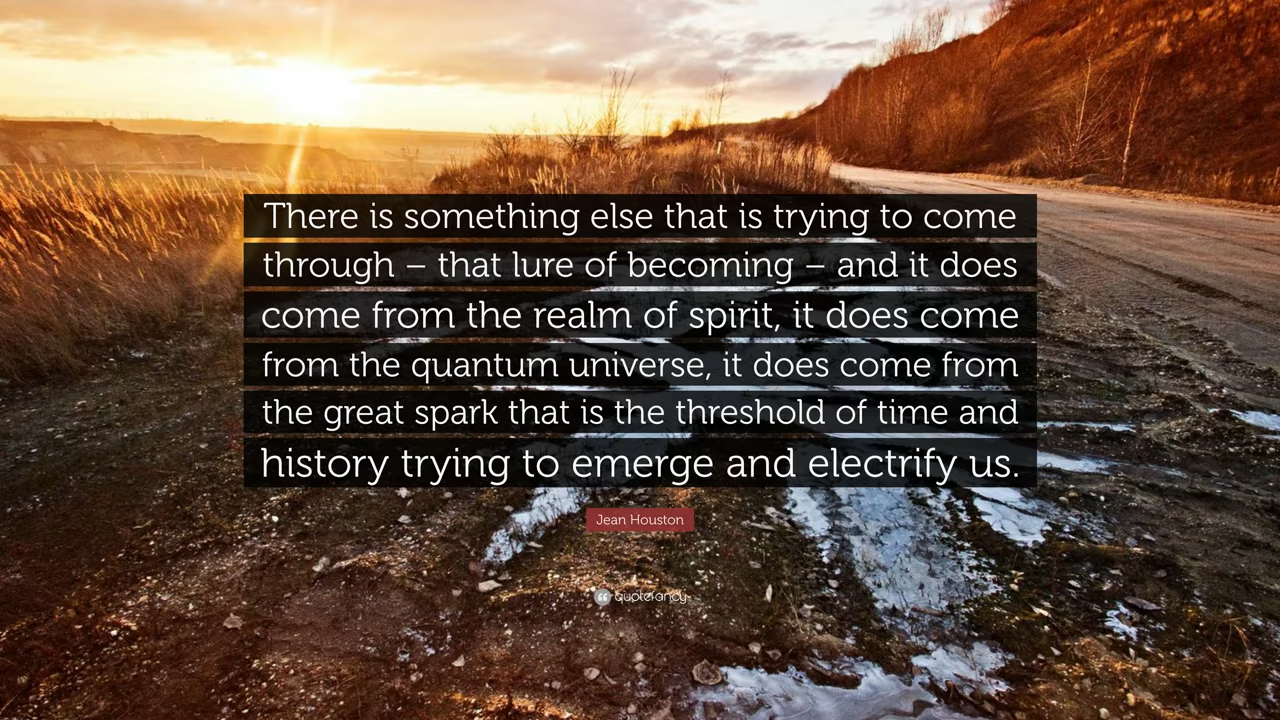 There is something else that is trying to come
through – that lure of becoming – and it does
come from the realm of spirit, it does come
from the quantum universe, it does come from
the great spark that is the threshold of time and
history trying to emerge and electrify us.
Jean Houston
quotefancy